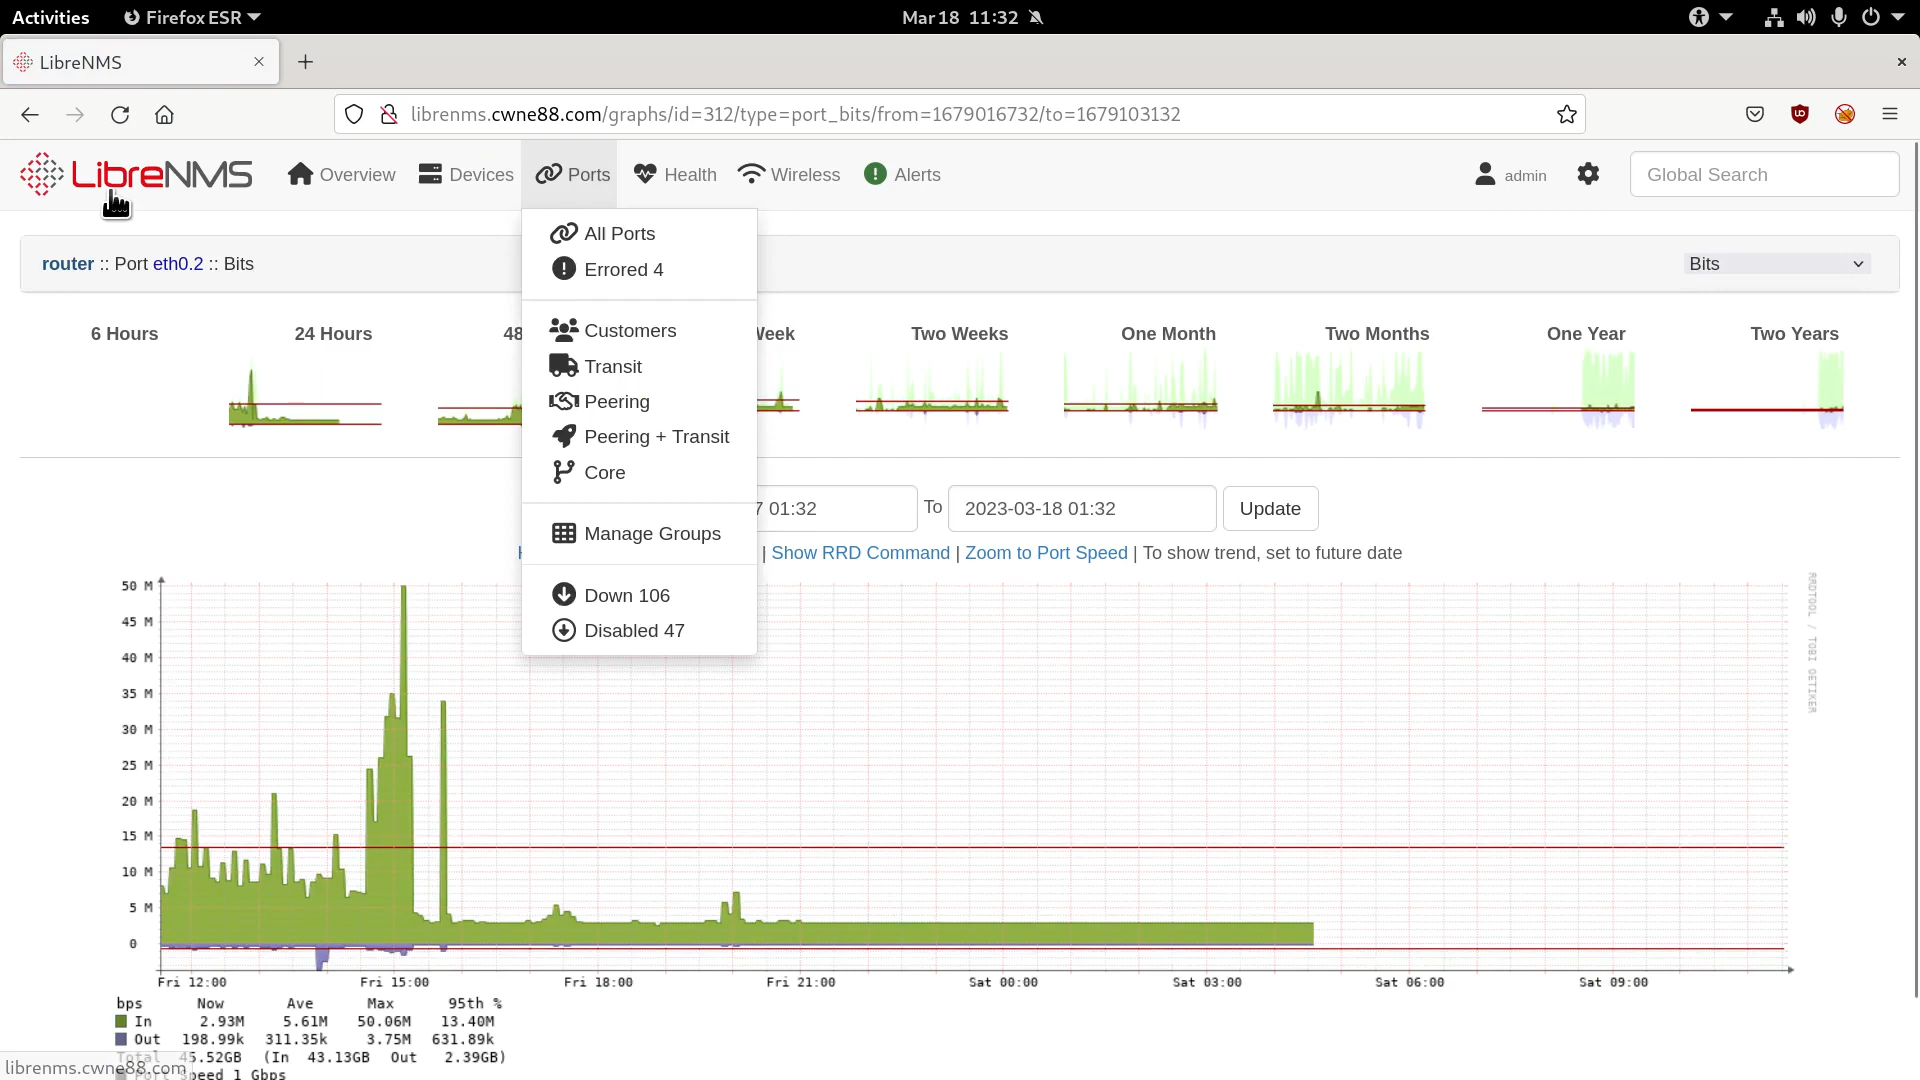 Activities Firefox ESR Mar 18 11:32
LibreNMS
librenms.cwne88.com/graphs/id=312/type=port_bits/from=1679016732/to=1679103132
LibreNMS Overview Devices Ports Health Wireless Alerts admin Global Search
All Ports
Errored 4
Customers
Transit
Peering
Peering + Transit
Core
Manage Groups
Down 106
Disabled 47
router :: Port eth0.2 :: Bits Bits
6 Hours 24 Hours 48 Week Two Weeks One Month Two Months One Year Two Years
7 01:32 To 2023-03-18 01:32 Update
| Show RRD Command | Zoom to Port Speed | To show trend, set to future date
50 M
45 M
40 M
35 M
30 M
25 M
20 M
15 M
10 M
5 M
0
RRDTOOL / TOBI OETIKER
Fri 12:00 Fri 15:00 Fri 18:00 Fri 21:00 Sat 00:00 Sat 03:00 Sat 06:00 Sat 09:00
bps Now Ave Max 95th %
In 2.93M 5.61M 50.06M 13.40M
Out 198.99k 311.35k 3.75M 631.89k
Total 45.52GB (In 43.13GB Out 2.39GB)
Port Speed 1 Gbps
librenms.cwne88.com